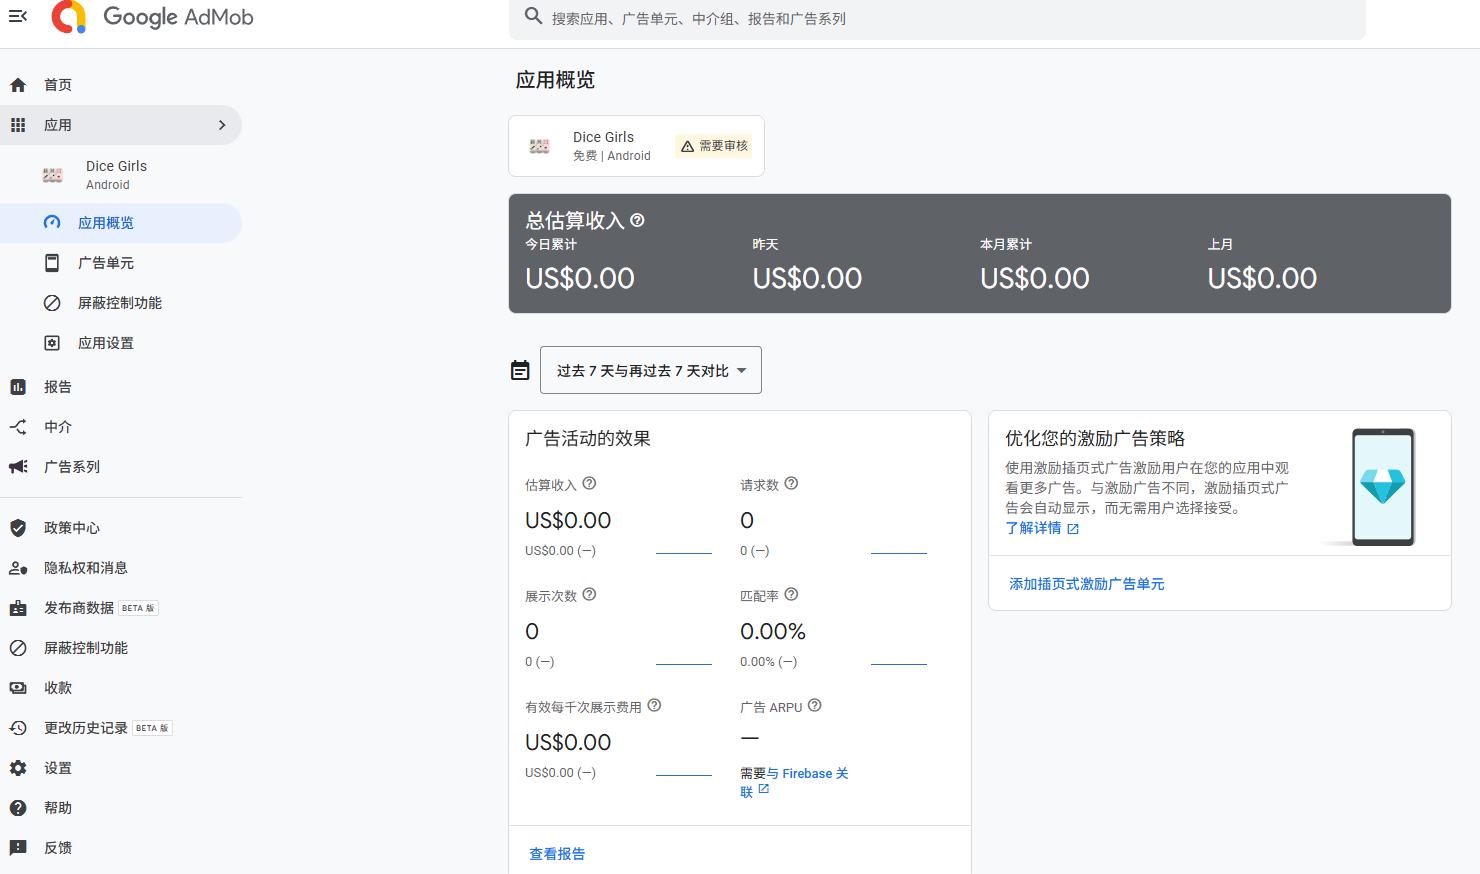 Google AdMob
搜索应用、广告单元、中介组、报告和广告系列
首页
应用
Dice Girls
Android
应用概览
广告单元
屏蔽控制功能
应用设置
报告
中介
广告系列
政策中心
隐私权和消息
发布商数据 BETA 版
屏蔽控制功能
收款
更改历史记录 BETA 版
设置
帮助
反馈
应用概览
Dice Girls
免费 | Android
需要审核
总估算收入
今日累计
US$0.00
昨天
US$0.00
本月累计
US$0.00
上月
US$0.00
过去 7 天与再过去 7 天对比
广告活动的效果
估算收入
US$0.00
US$0.00 (—)
请求数
0
0 (—)
展示次数
0
0 (—)
匹配率
0.00%
0.00% (—)
有效每千次展示费用
US$0.00
US$0.00 (—)
广告 ARPU
—
需要与 Firebase 关
联
查看报告
优化您的激励广告策略
使用激励插页式广告激励用户在您的应用中观
看更多广告。与激励广告不同，激励插页式广
告会自动显示，而无需用户选择接受。
了解详情
添加插页式激励广告单元